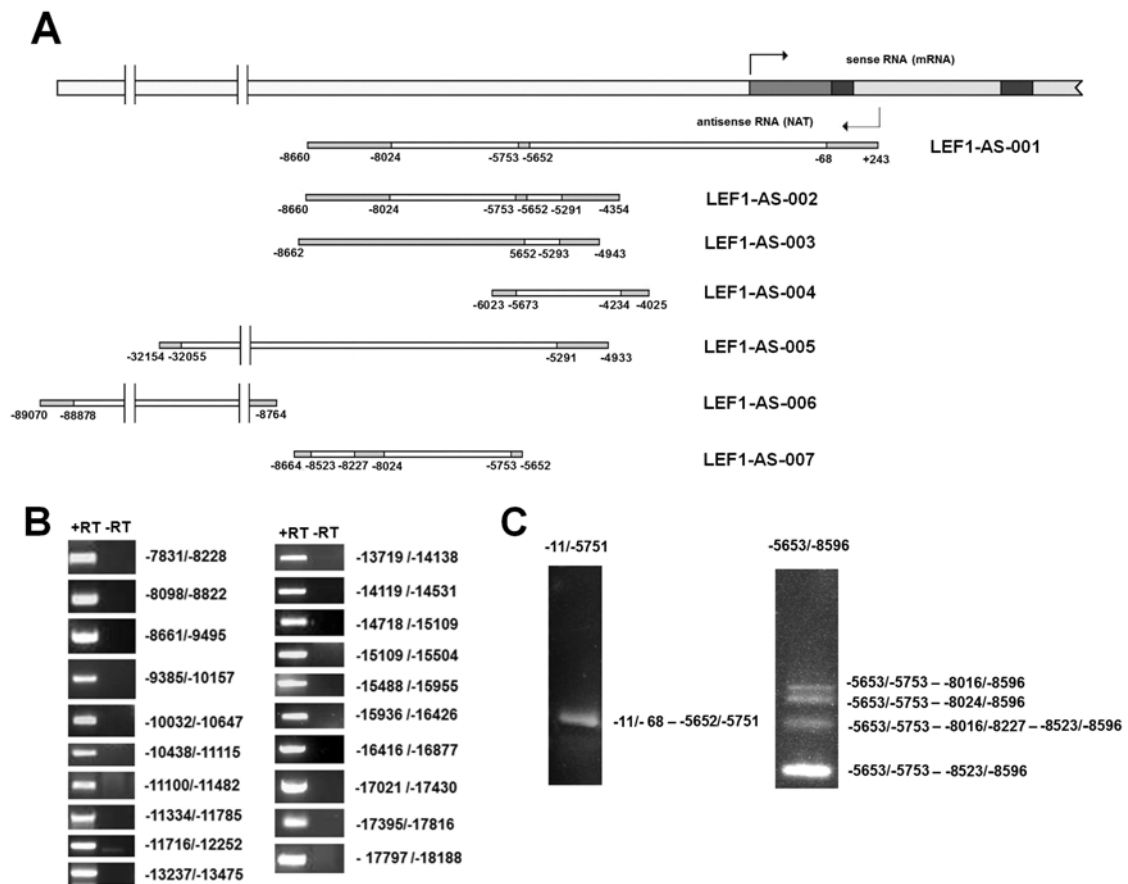 A
sense RNA (mRNA)
antisense RNA (NAT)
-8660 -8024 -5753 -5652 -68 +243 LEF1-AS-001
-8660 -8024 -5753 -5652 -5291 -4354 LEF1-AS-002
-8662 5652 -5293 -4943 LEF1-AS-003
-6023 -5673 -4234 -4025 LEF1-AS-004
-32154 -32055 -5291 -4933 LEF1-AS-005
-89070 -88878 -8764 LEF1-AS-006
-8664 -8523 -8227 -8024 -5753 -5652 LEF1-AS-007
B
+RT -RT
-7831/-8228
-8098/-8822
-8661/-9495
-9385/-10157
-10032/-10647
-10438/-11115
-11100/-11482
-11334/-11785
-11716/-12252
-13237/-13475
+RT -RT
-13719 /-14138
-14119 /-14531
-14718 /-15109
-15109 /-15504
-15488 /-15955
-15936 /-16426
-16416 /-16877
-17021 /-17430
-17395/-17816
- 17797/-18188
C
-11/-5751
-11/- 68 – -5652/-5751
-5653/-8596
-5653/-5753 – -8016/-8596
-5653/-5753 – -8024/-8596
-5653/-5753 – -8016/-8227 – -8523/-8596
-5653/-5753 – -8523/-8596